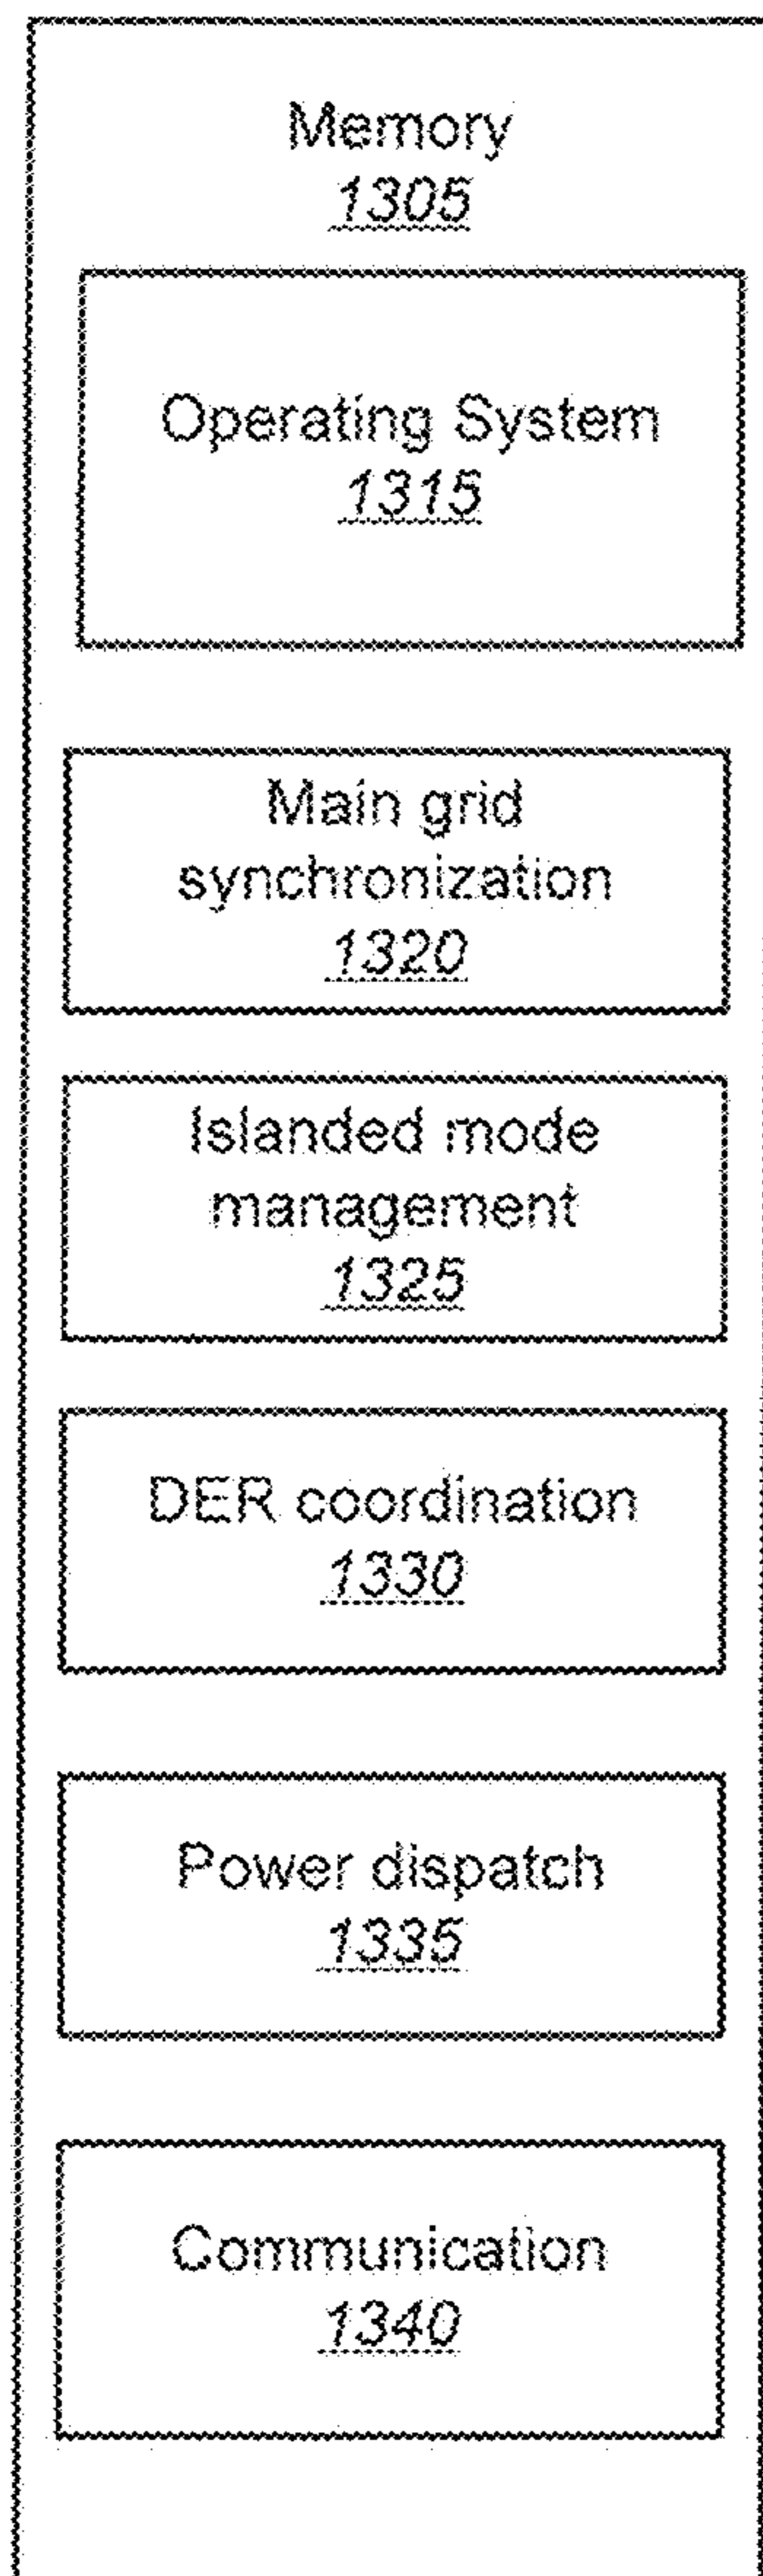 Memory
1305
Operating System
1315
Main grid
synchronization
1320
Islanded mode
management
1325
DER coordination
1330
Power dispatch
1335
Communication
1340